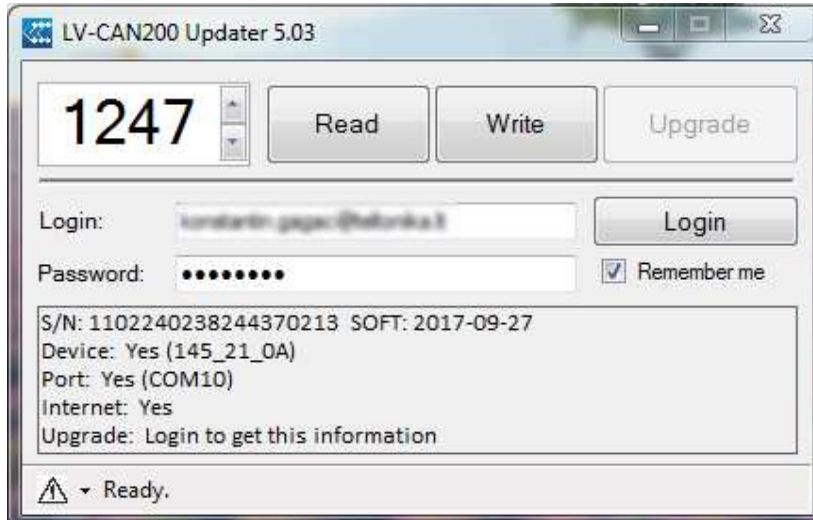 LV-CAN200 Updater 5.03
1247 Read Write Upgrade
Login: Login
Password: •••••••• Remember me
S/N: 1102240238244370213 SOFT: 2017-09-27
Device: Yes (145_21_0A)
Port: Yes (COM10)
Internet: Yes
Upgrade: Login to get this information
Ready.